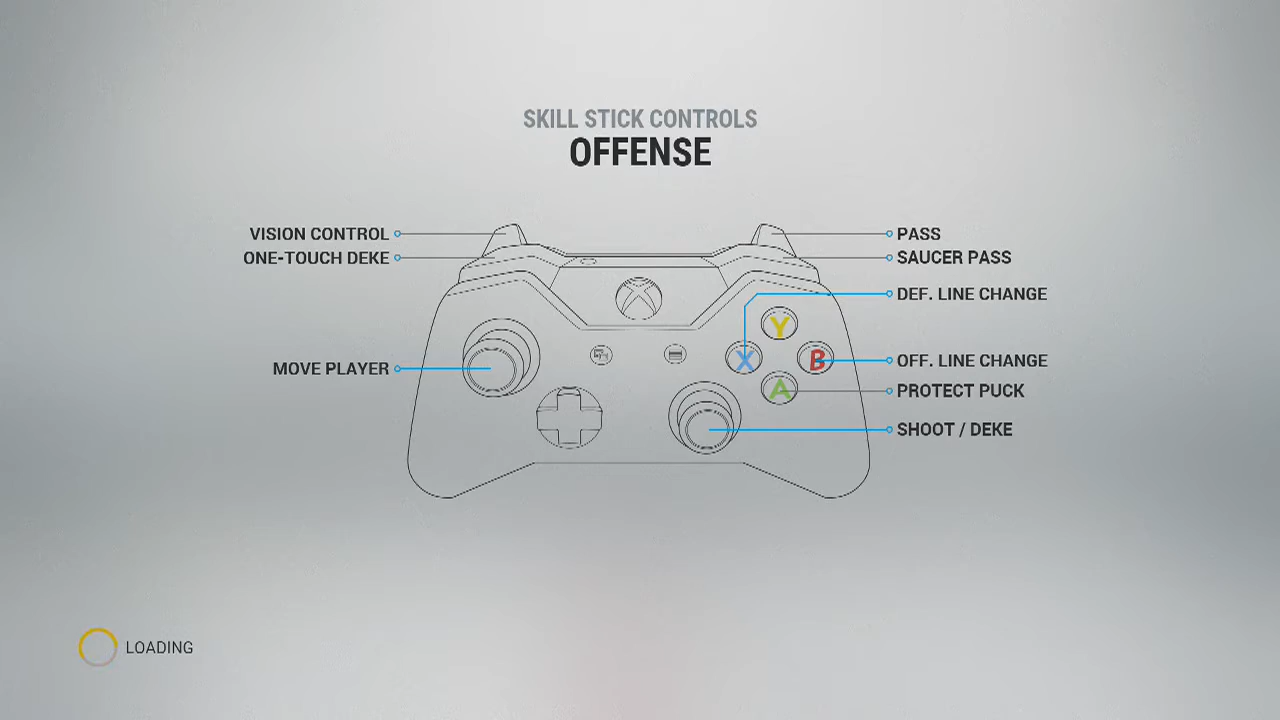 SKILL STICK CONTROLS
OFFENSE
VISION CONTROL
ONE-TOUCH DEKE
MOVE PLAYER
PASS
SAUCER PASS
DEF. LINE CHANGE
Y
X
B
OFF. LINE CHANGE
A
PROTECT PUCK
SHOOT / DEKE
LOADING